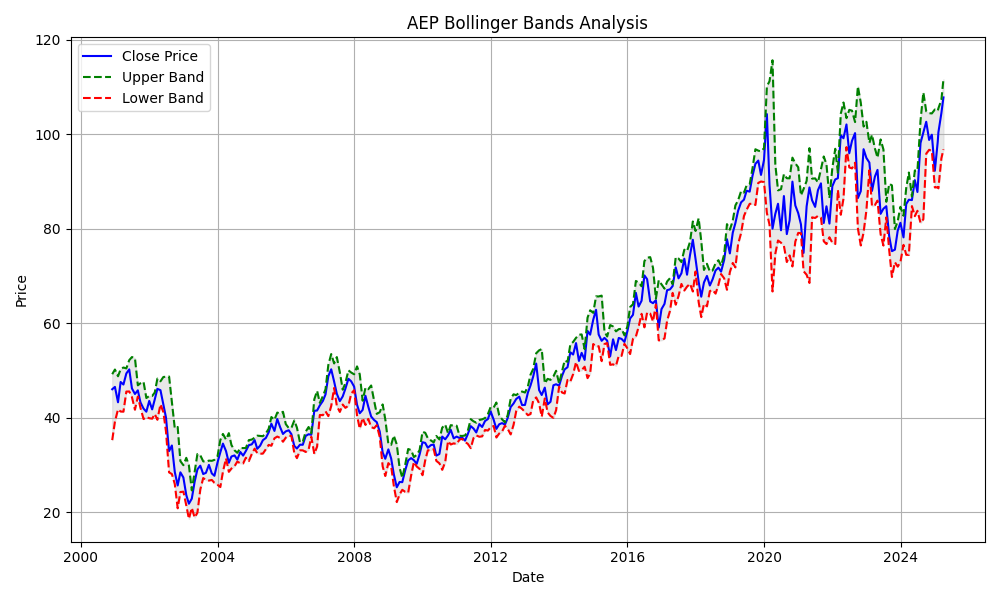 AEP Bollinger Bands Analysis
Close Price
Upper Band
Lower Band
Price
120
100
80
60
40
20
2000 2004 2008 2012 2016 2020 2024
Date